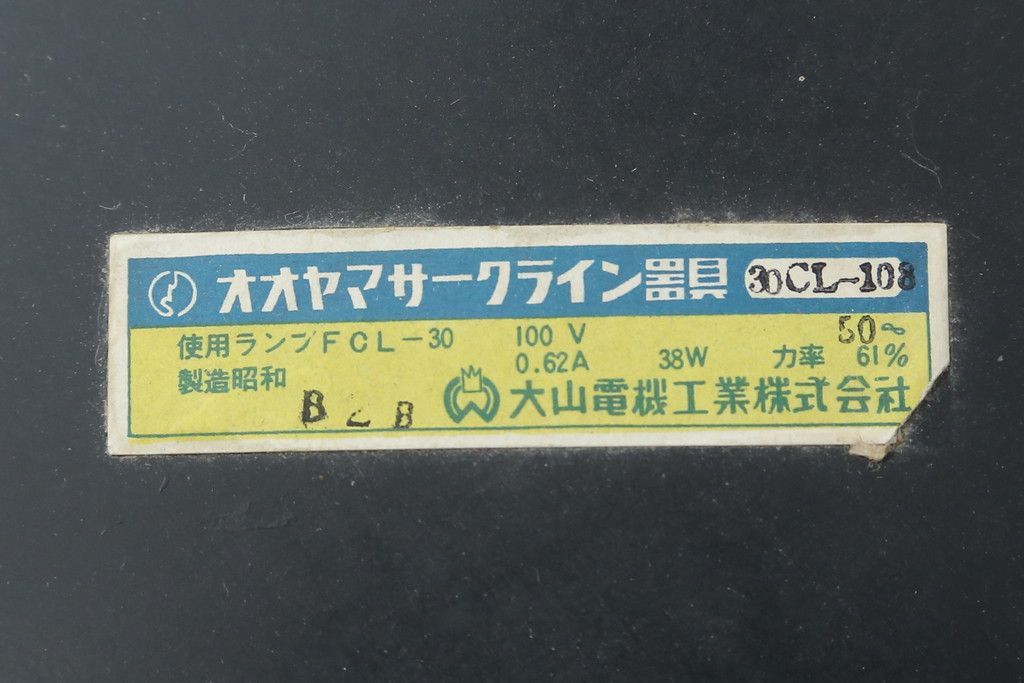 オオヤマサークライン器具 30CL-108
使用ランプFCL-30 100 V 50~
0.62A 38W 力率 61%
製造昭和
B 2 B
大山電機工業株式会社